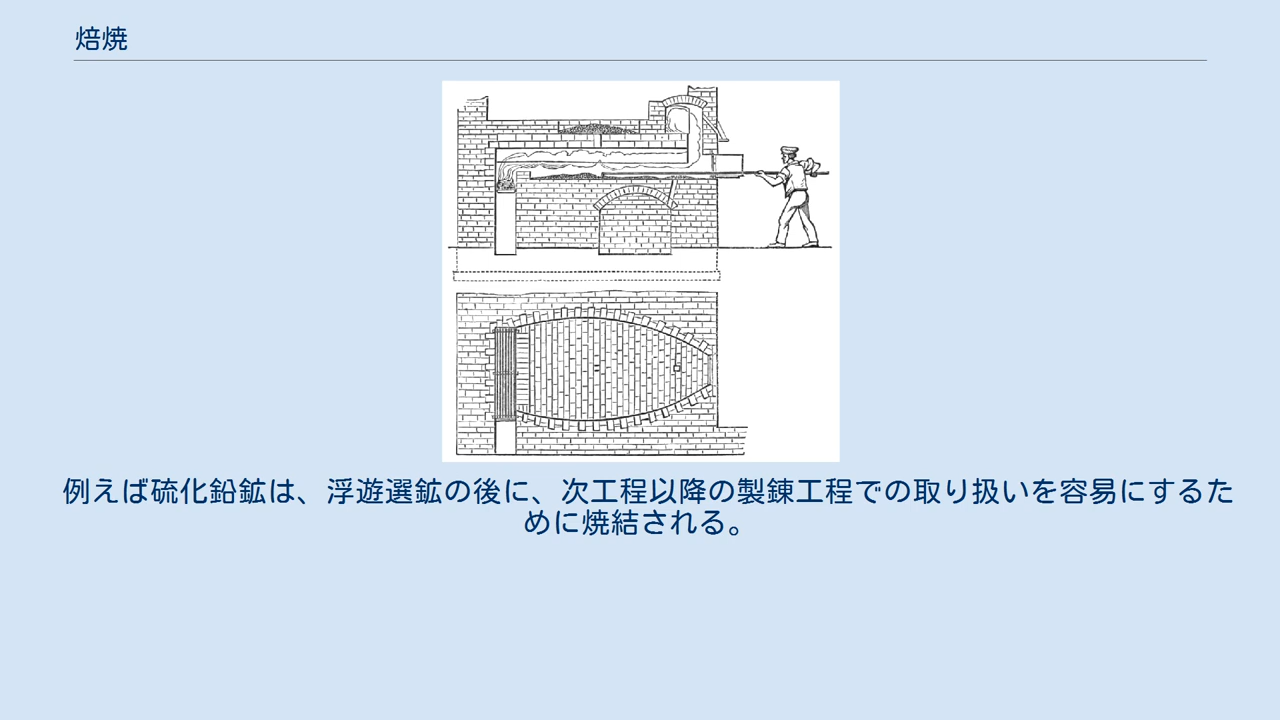 焙焼
例えば硫化鉛鉱は、浮遊選鉱の後に、次工程以降の製錬工程での取り扱いを容易にするた
めに焼結される。